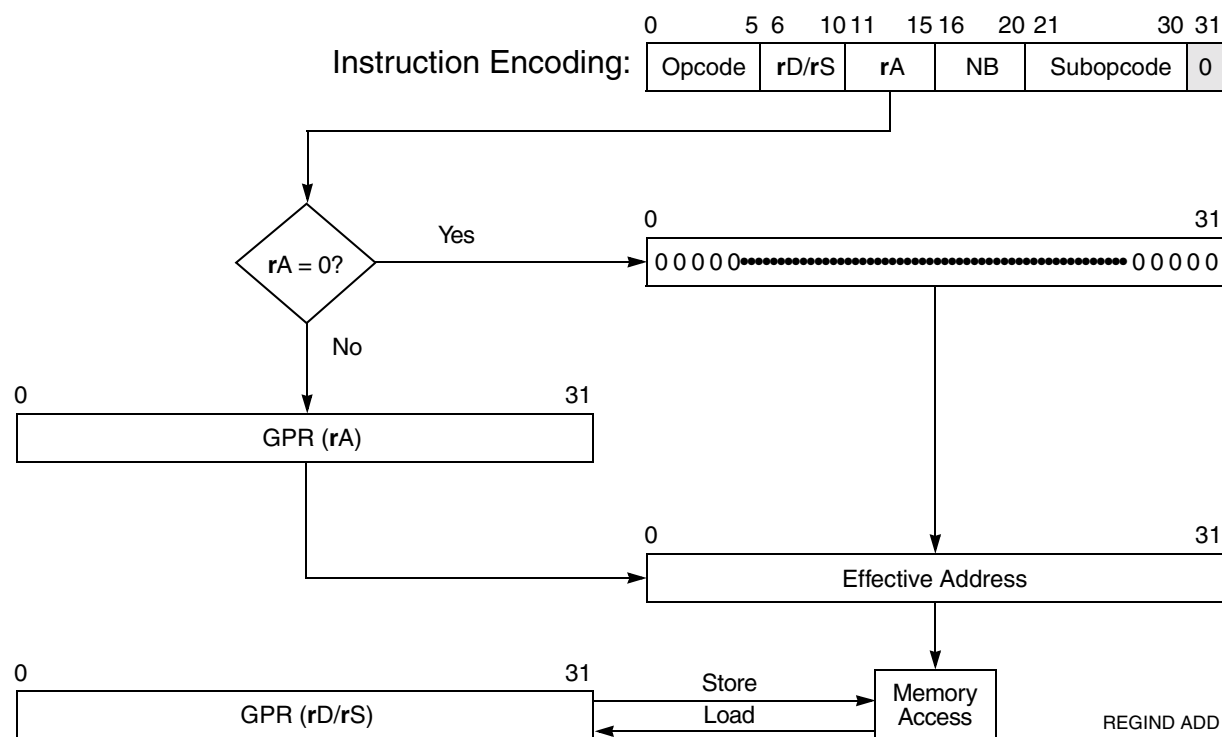 0 5 6 10 11 15 16 20 21 30 31
Instruction Encoding: Opcode rD/rS rA NB Subopcode 0
0 31
Yes
rA = 0?
0 0 0 0 0 0 0 0 0 0
No
0 31
GPR (rA)
0 31
Effective Address
0 31
GPR (rD/rS)
Store
Load
Memory
Access
REGIND ADD